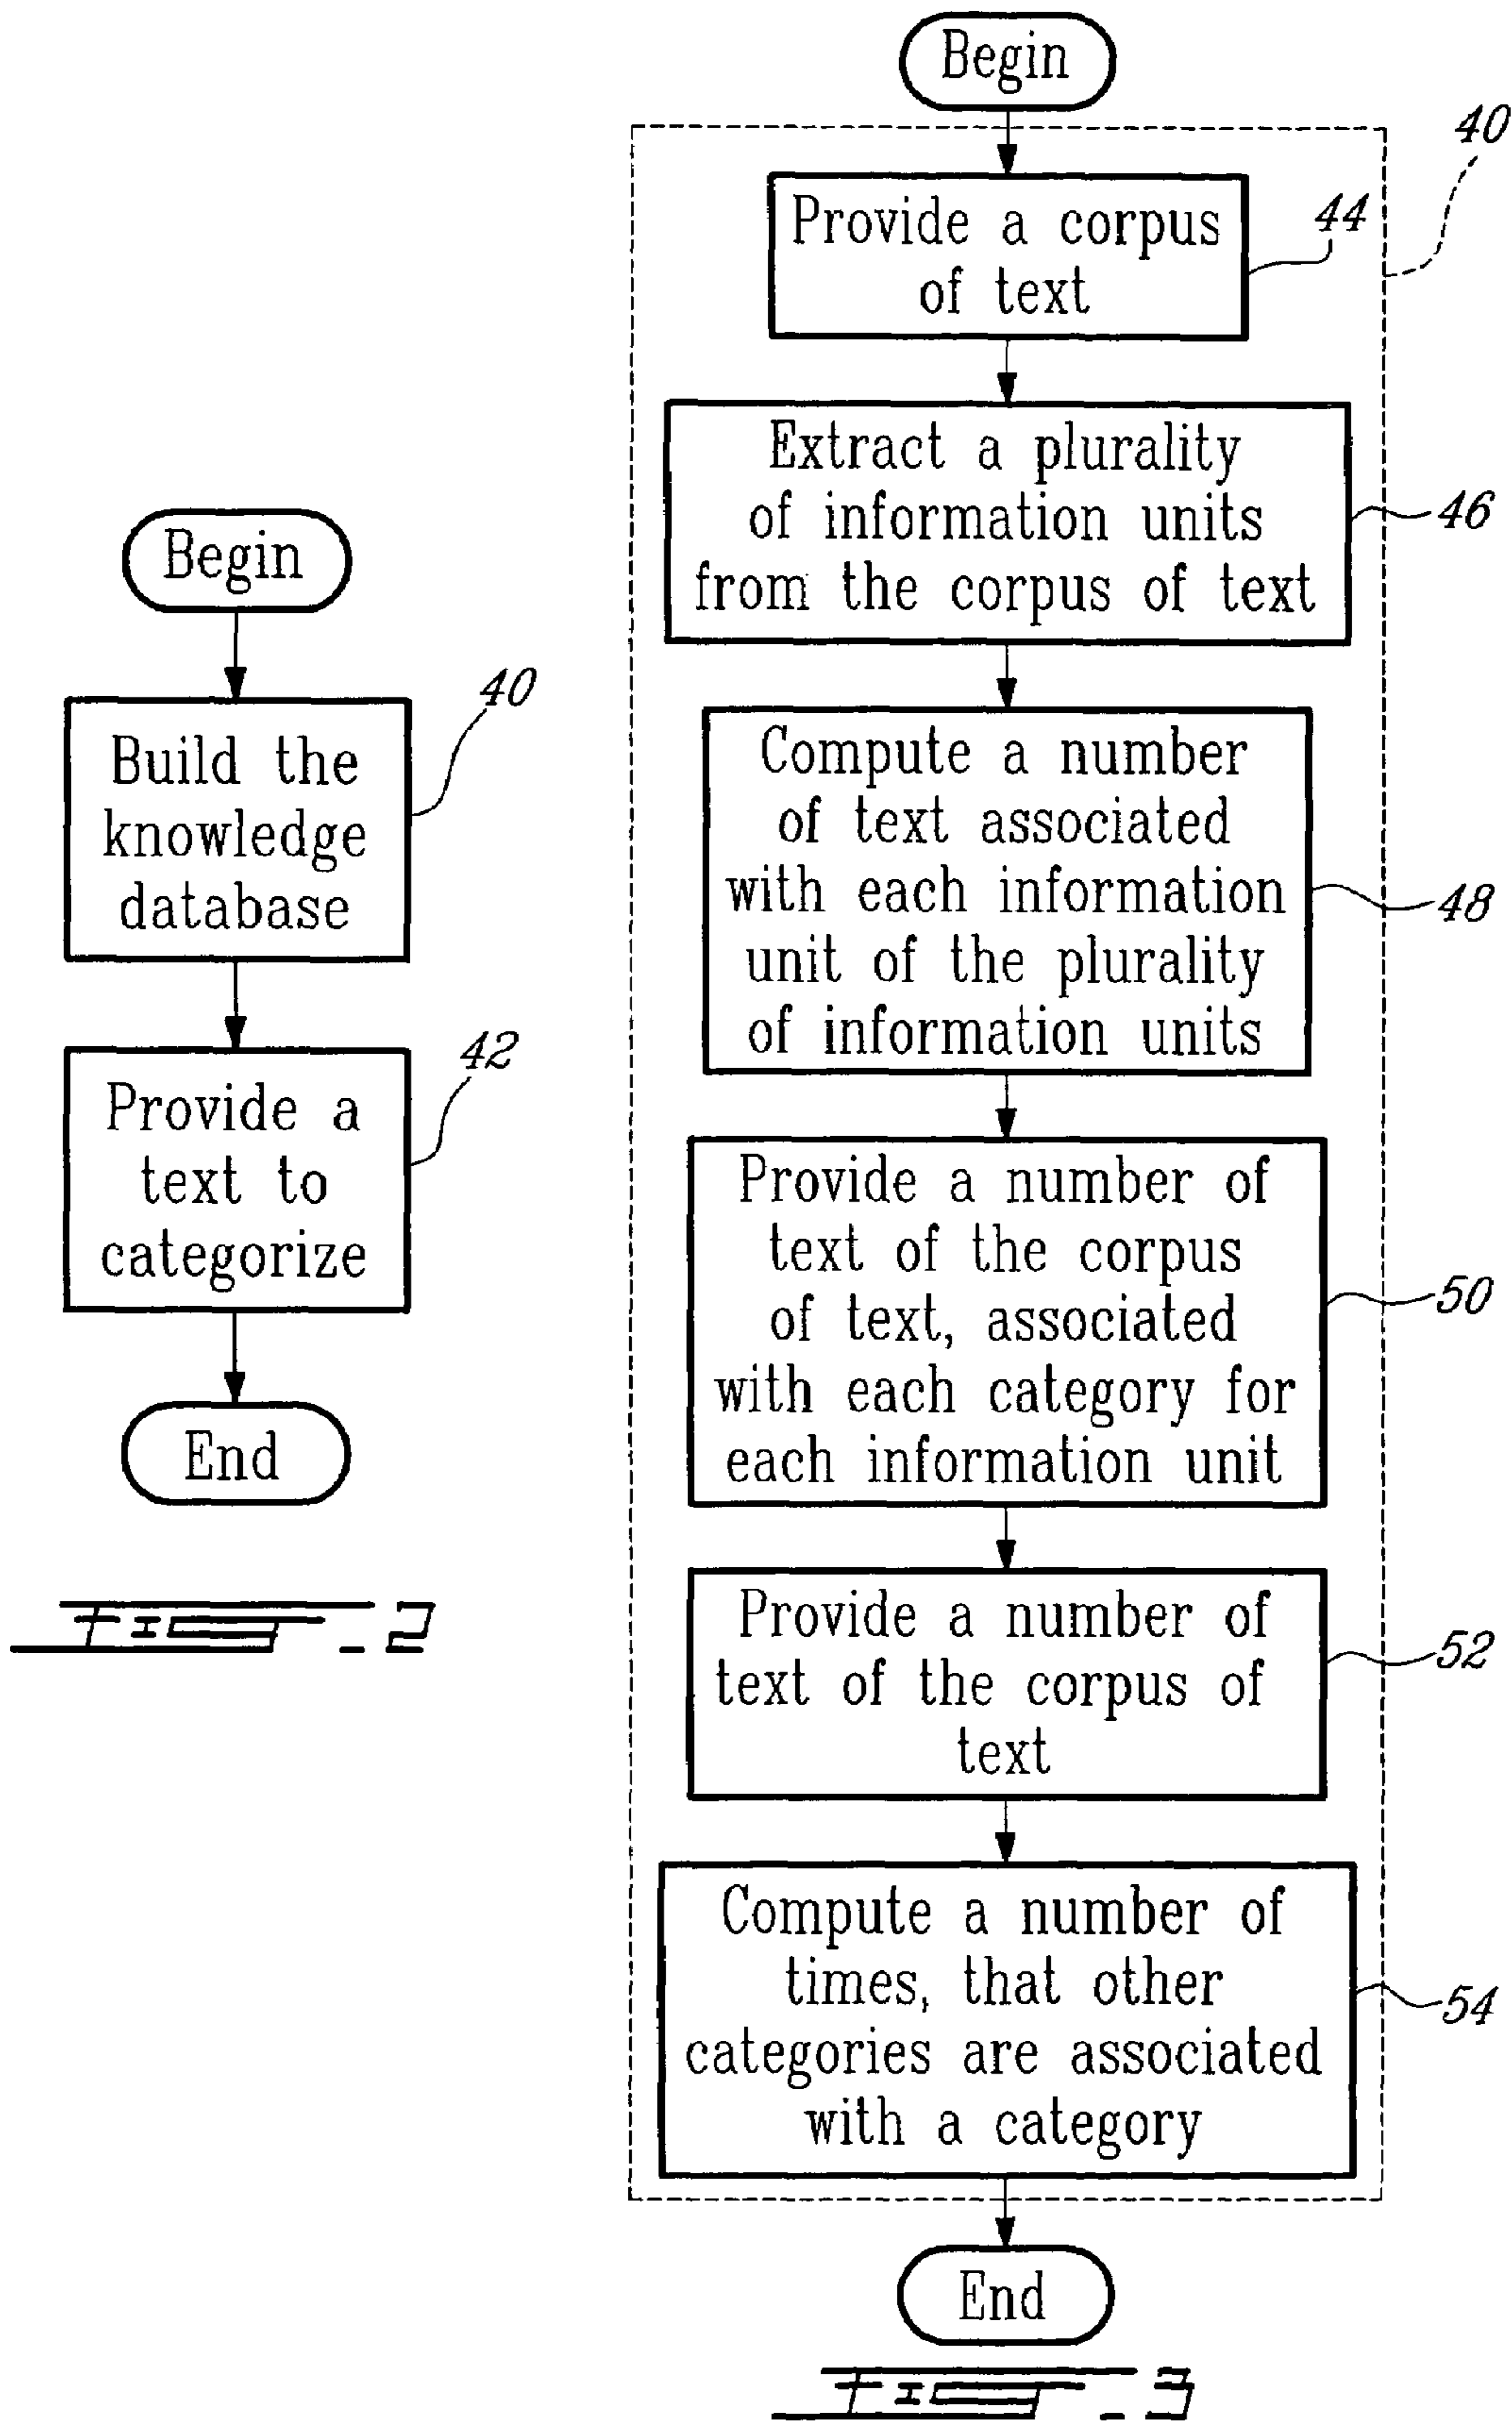 Begin
40
Build the
knowledge
database
42
Provide a
text to
categorize
End
FIG. 2
Begin
40
44
Provide a corpus
of text
Extract a plurality
of information units
from the corpus of text
46
Compute a number
of text associated
with each information
unit of the plurality
of information units
48
Provide a number of
text of the corpus
of text, associated
with each category for
each information unit
50
Provide a number of
text of the corpus of
text
52
Compute a number of
times, that other
categories are associated
with a category
54
End
FIG. 3